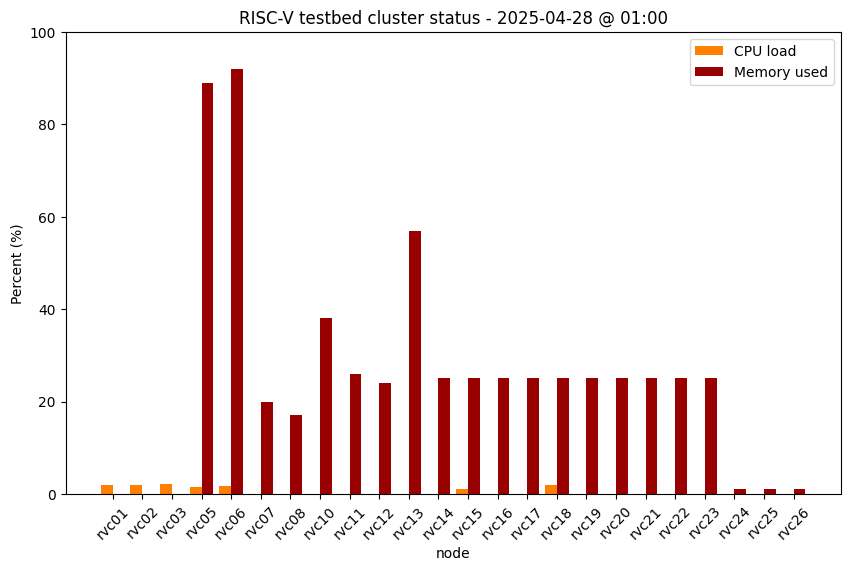 RISC-V testbed cluster status - 2025-04-28 @ 01:00
CPU load
Memory used
Percent (%)
100
80
60
40
20
0
rvc01
rvc02
rvc03
rvc05
rvc06
rvc07
rvc08
rvc10
rvc11
rvc12
rvc13
rvc14
rvc15
rvc16
rvc17
rvc18
rvc19
rvc20
rvc21
rvc22
rvc23
rvc24
rvc25
rvc26
node